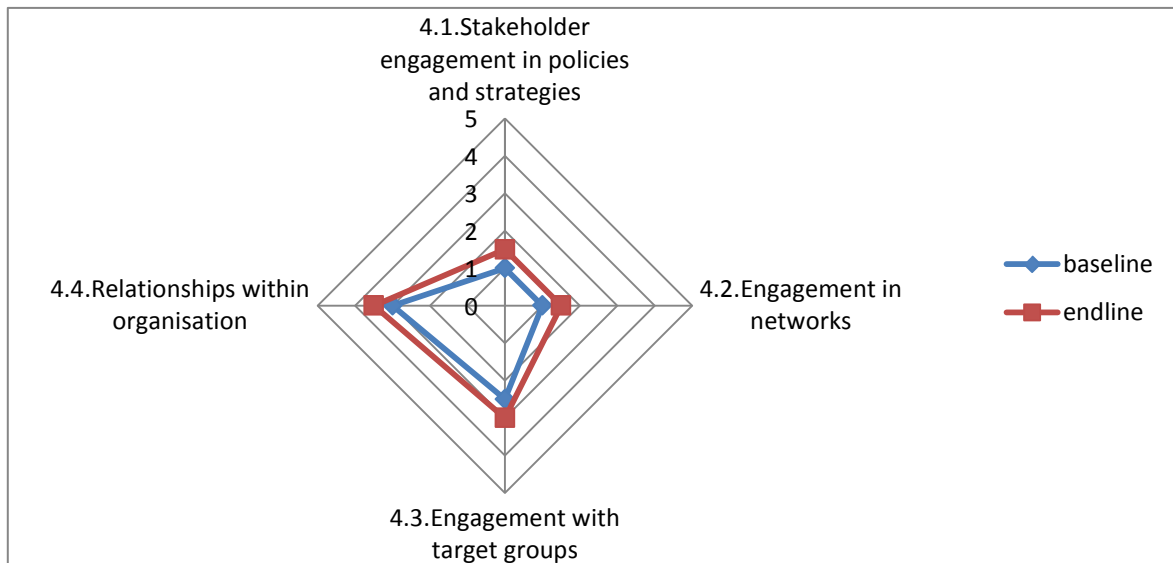 4.1.Stakeholder
engagement in policies
and strategies
5
4
3
2
1
0
4.4.Relationships within
organisation
4.2.Engagement in
networks
baseline
endline
4.3.Engagement with
target groups